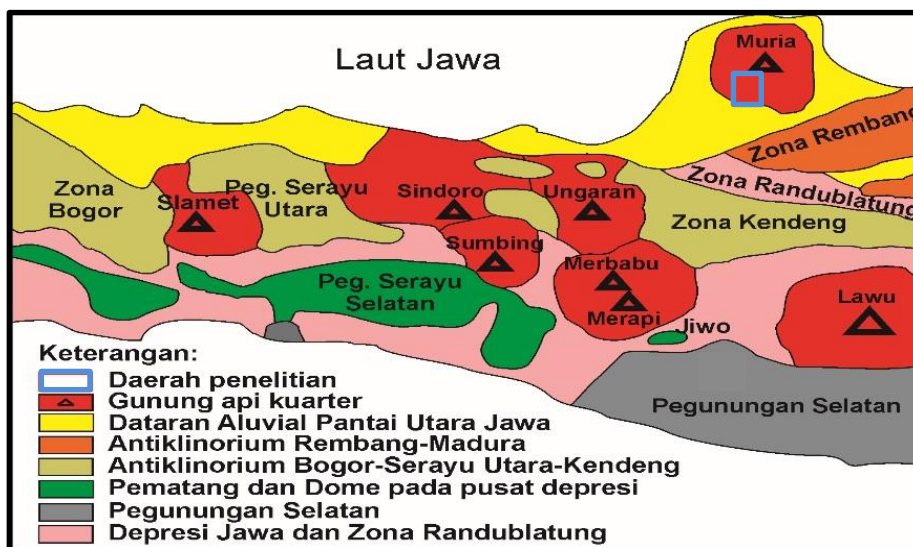 Laut Jawa
Muria
Zona Rembang
Zona Randublatung
Zona
Bogor
Slamet
Peg. Serayu
Utara
Sindoro
Ungaran
Zona Kendeng
Sumbing
Merbabu
Merapi
Peg. Serayu
Selatan
Jiwo
Lawu
Pegunungan Selatan
Keterangan:
Daerah penelitian
Gunung api kuarter
Dataran Aluvial Pantai Utara Jawa
Antiklinorium Rembang-Madura
Antiklinorium Bogor-Serayu Utara-Kendeng
Pematang dan Dome pada pusat depresi
Pegunungan Selatan
Depresi Jawa dan Zona Randublatung